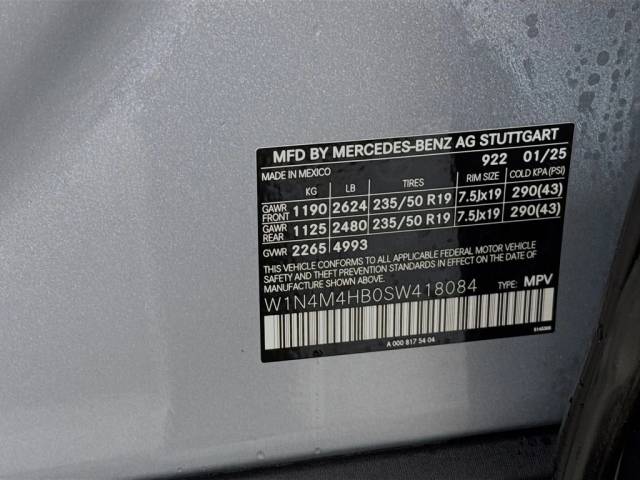 MFD BY MERCEDES-BENZ AG STUTTGART
922 01/25
MADE IN MEXICO
KG LB TIRES RIM SIZE COLD KPA(PSI)
GAWR FRONT 1190 2624 235/50 R19 7.5Jx19 290(43)
GAWR REAR 1125 2480 235/50 R19 7.5Jx19 290(43)
GVWR 2265 4993
THIS VEHICLE CONFORMS TO ALL APPLICABLE FEDERAL MOTOR VEHICLE
SAFETY STANDARDS IN EFFECT ON THE DATE OF
MANUFACTURE SHOWN ABOVE
W1N4M4HB0SW418084 TYPE: MPV
A 000 817 54 04